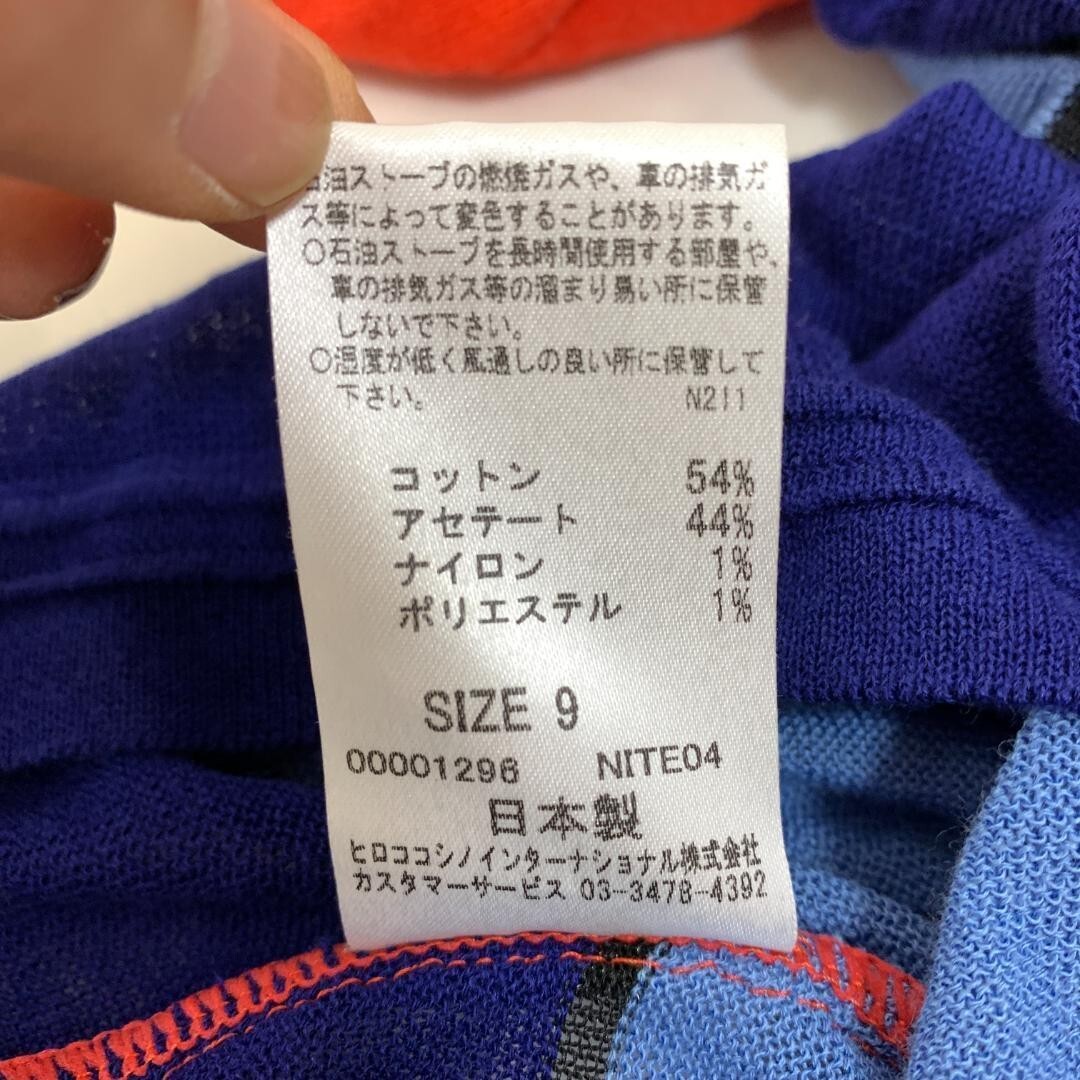 石油ストーブの燃焼ガスや、車の排気ガ
ス等によって変色することがあります。
○石油ストーブを長時間使用する部屋や、
車の排気ガス等の溜まり易い所に保管
しないで下さい。
○湿度が低く風通しの良い所に保管して
下さい。 N211
コットン 54%
アセテート 44%
ナイロン 1%
ポリエステル 1%
SIZE 9
00001296 NITE04
日本製
ヒロココシノインターナショナル株式会社
カスタマーサービス 03-3478-4392